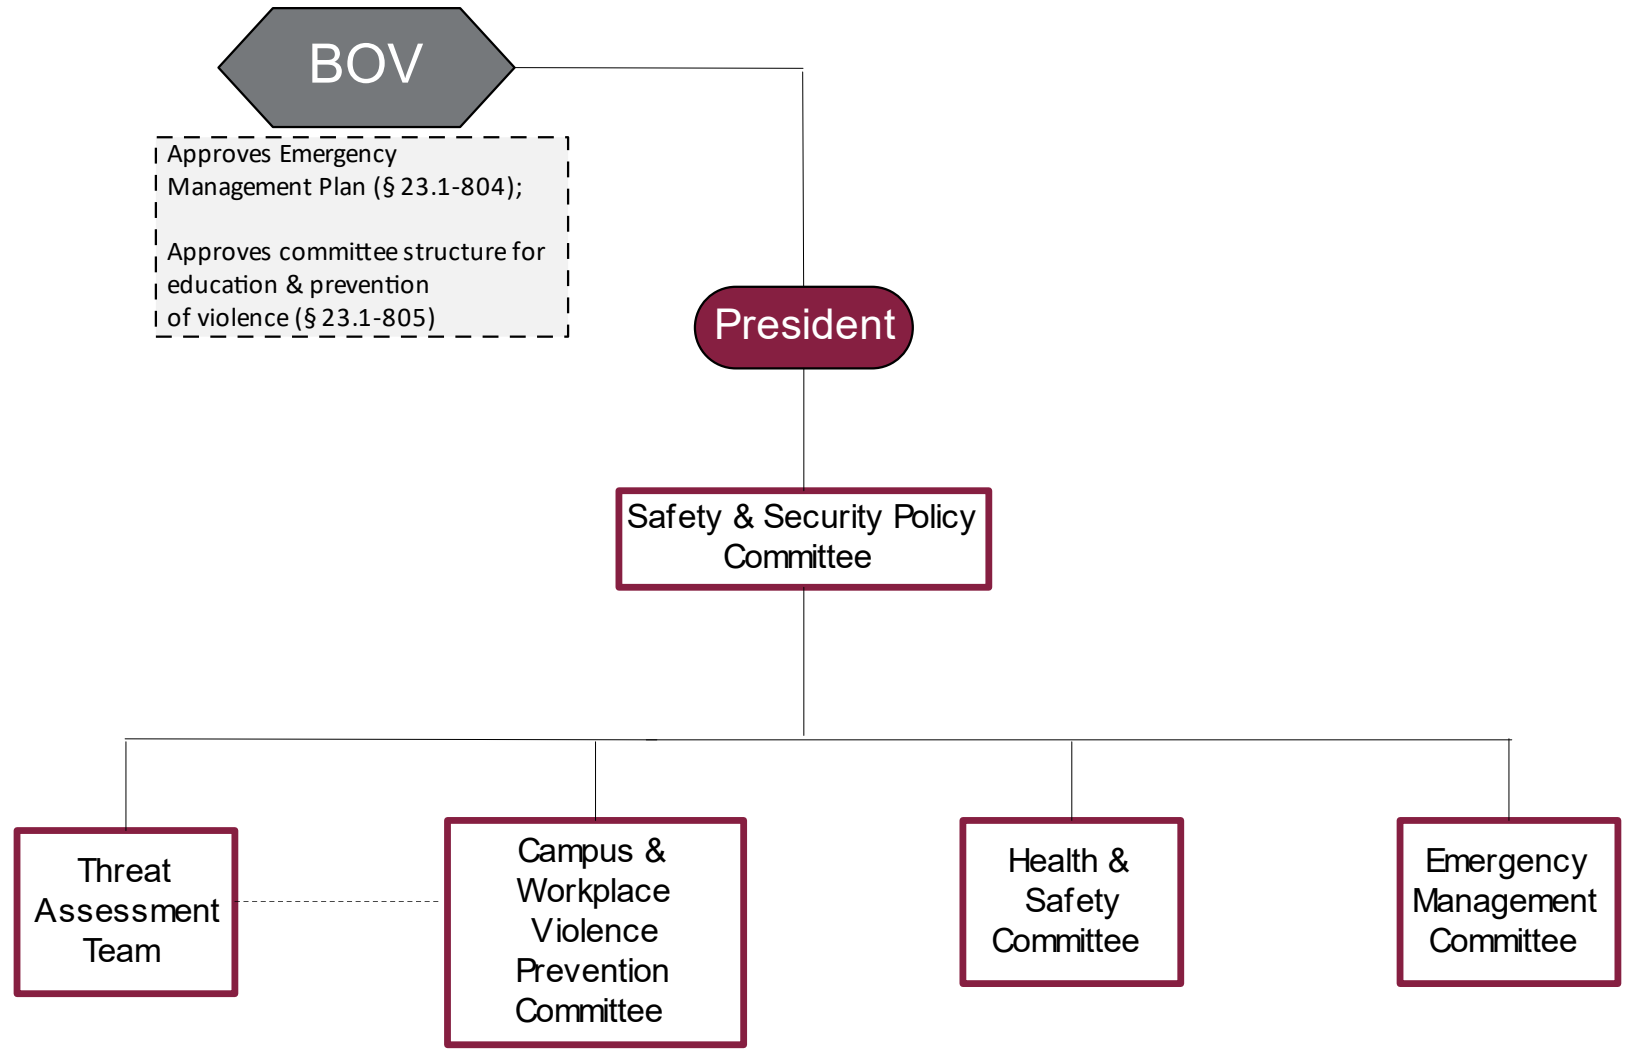 BOV
Approves Emergency
Management Plan (§ 23.1-804);
Approves committee structure for
education & prevention
of violence (§ 23.1-805)
President
Safety & Security Policy
Committee
Threat
Assessment
Team
Campus &
Workplace
Violence
Prevention
Committee
Health &
Safety
Committee
Emergency
Management
Committee